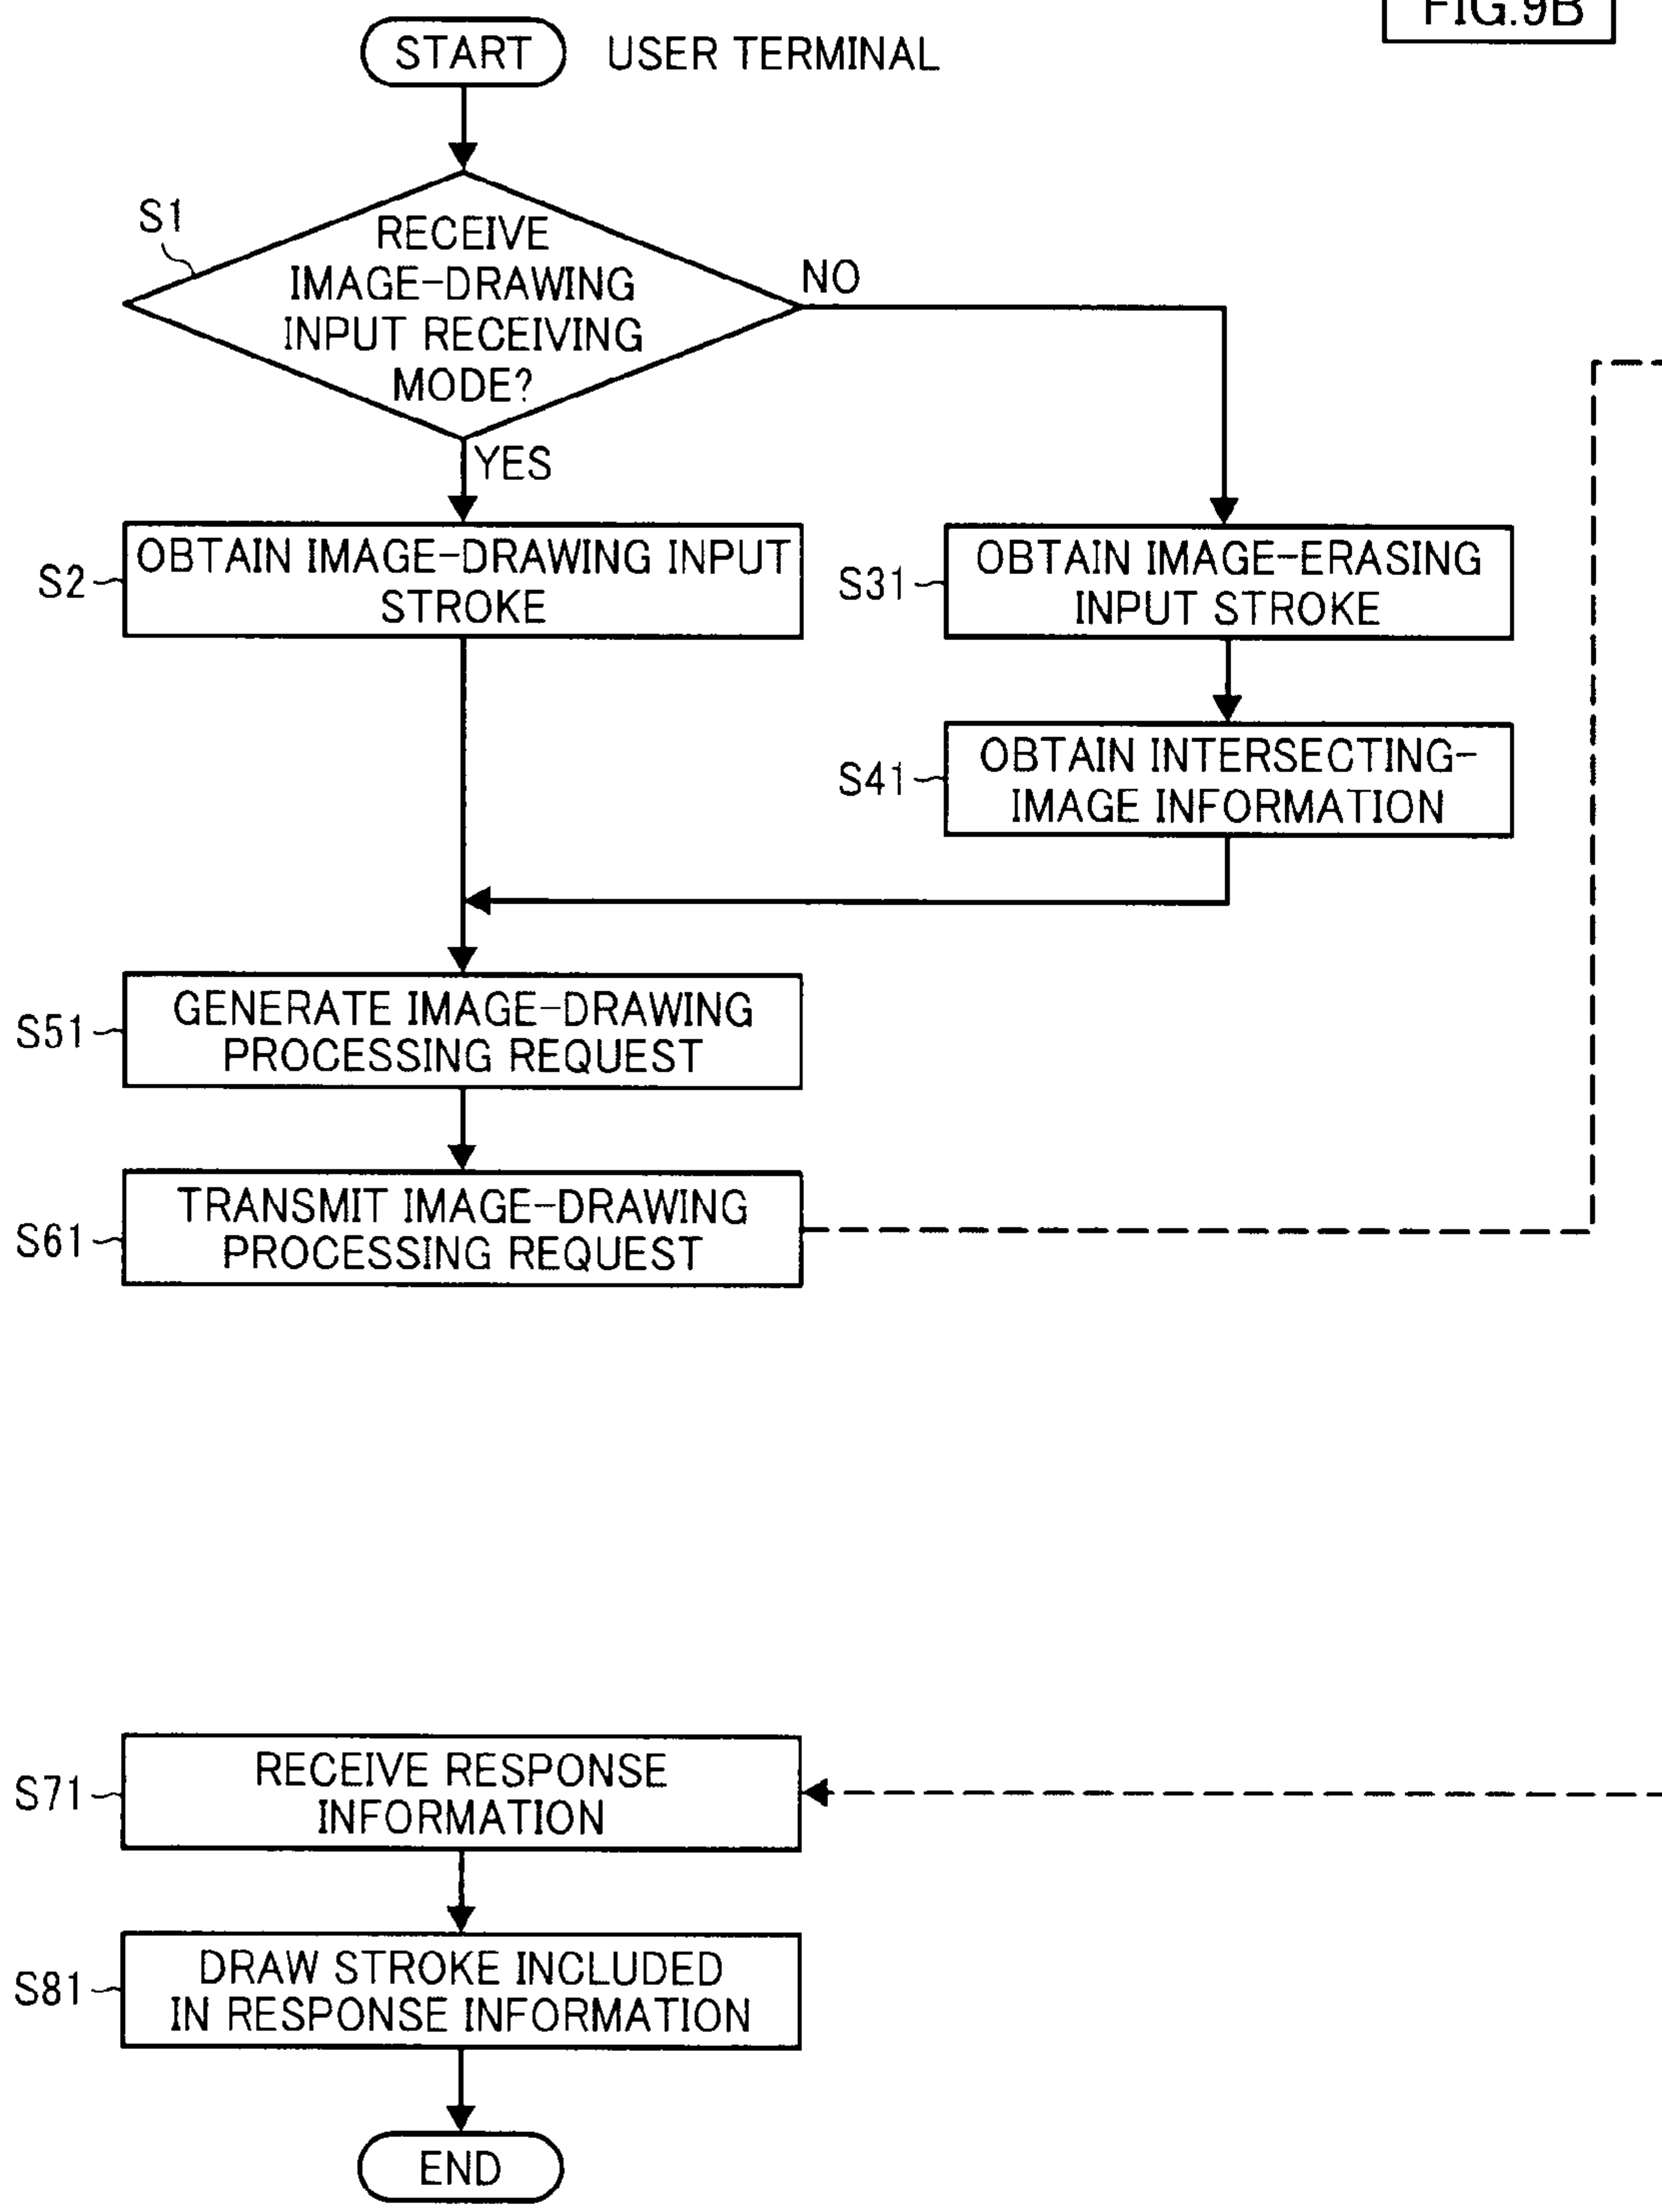 FIG.9B
START
USER TERMINAL
S1
RECEIVE
IMAGE-DRAWING
INPUT RECEIVING
MODE?
NO
YES
S2
OBTAIN IMAGE-DRAWING INPUT
STROKE
S31
OBTAIN IMAGE-ERASING
INPUT STROKE
S41
OBTAIN INTERSECTING-
IMAGE INFORMATION
S51
GENERATE IMAGE-DRAWING
PROCESSING REQUEST
S61
TRANSMIT IMAGE-DRAWING
PROCESSING REQUEST
S71
RECEIVE RESPONSE
INFORMATION
S81
DRAW STROKE INCLUDED
IN RESPONSE INFORMATION
END